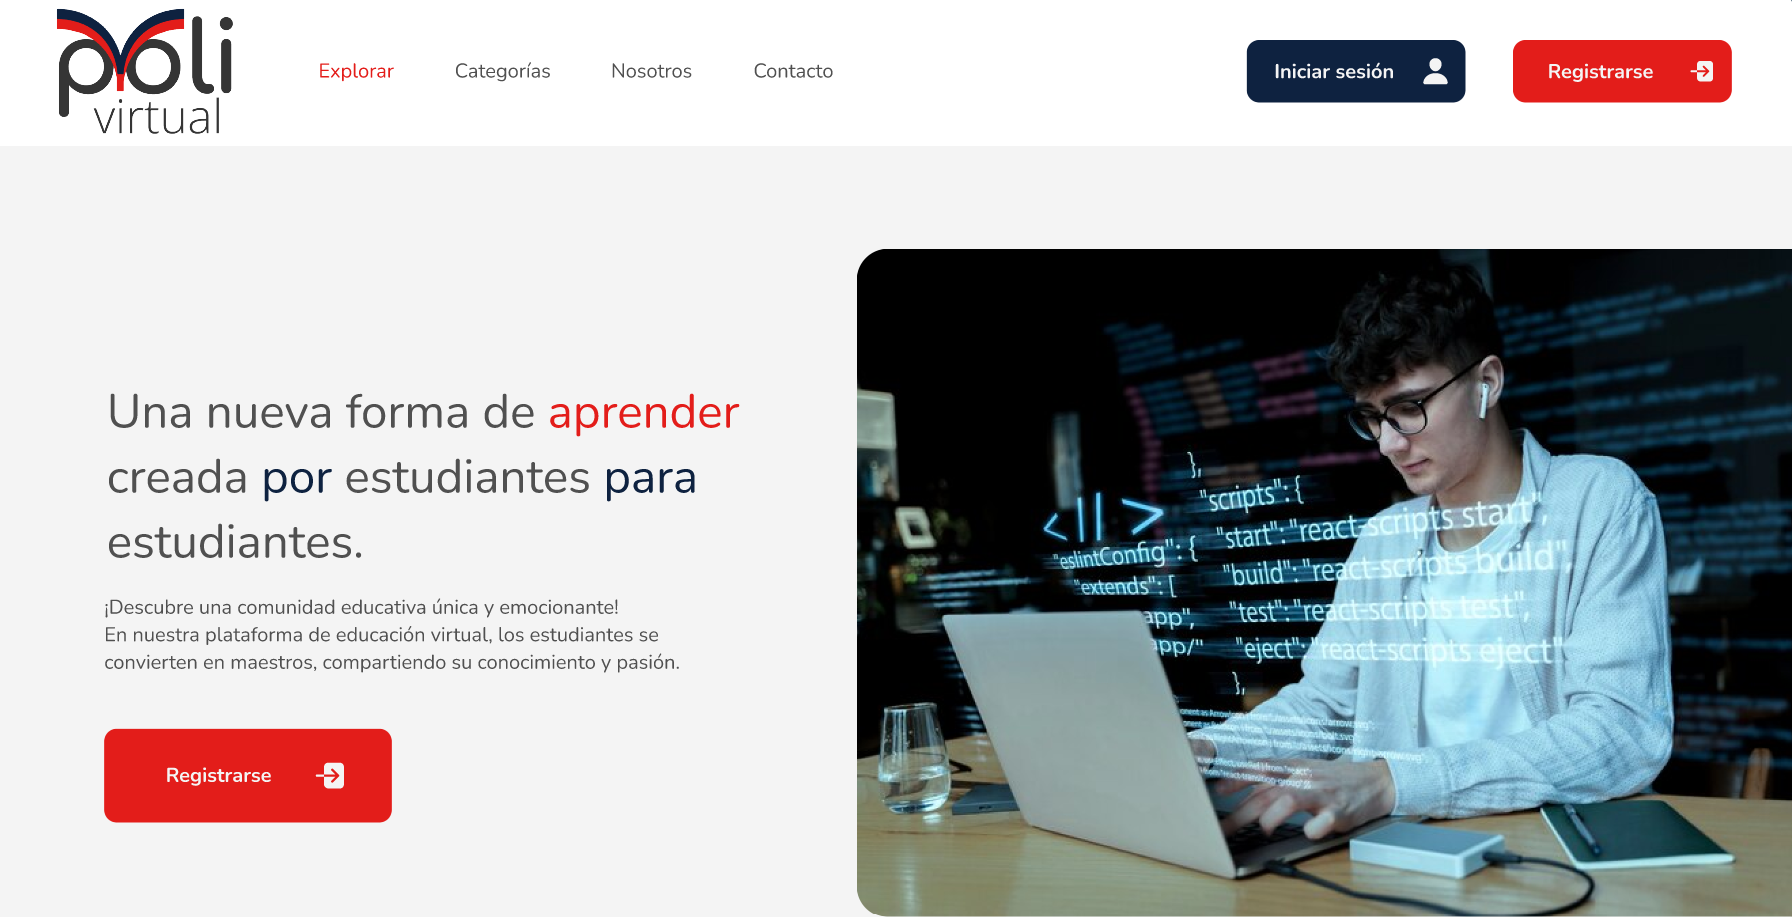 poli
virtual
Explorar
Categorías
Nosotros
Contacto
Iniciar sesión
Registrarse
Una nueva forma de aprender
creada por estudiantes para
estudiantes.
¡Descubre una comunidad educativa única y emocionante!
En nuestra plataforma de educación virtual, los estudiantes se
convierten en maestros, compartiendo su conocimiento y pasión.
Registrarse
},
"scripts": {
"start": "react-scripts start",
"build": "react-scripts build",
"test": "react-scripts test",
"eject": "react-scripts eject"
},
"eslintConfig": {
"extends": [
app",
app/"